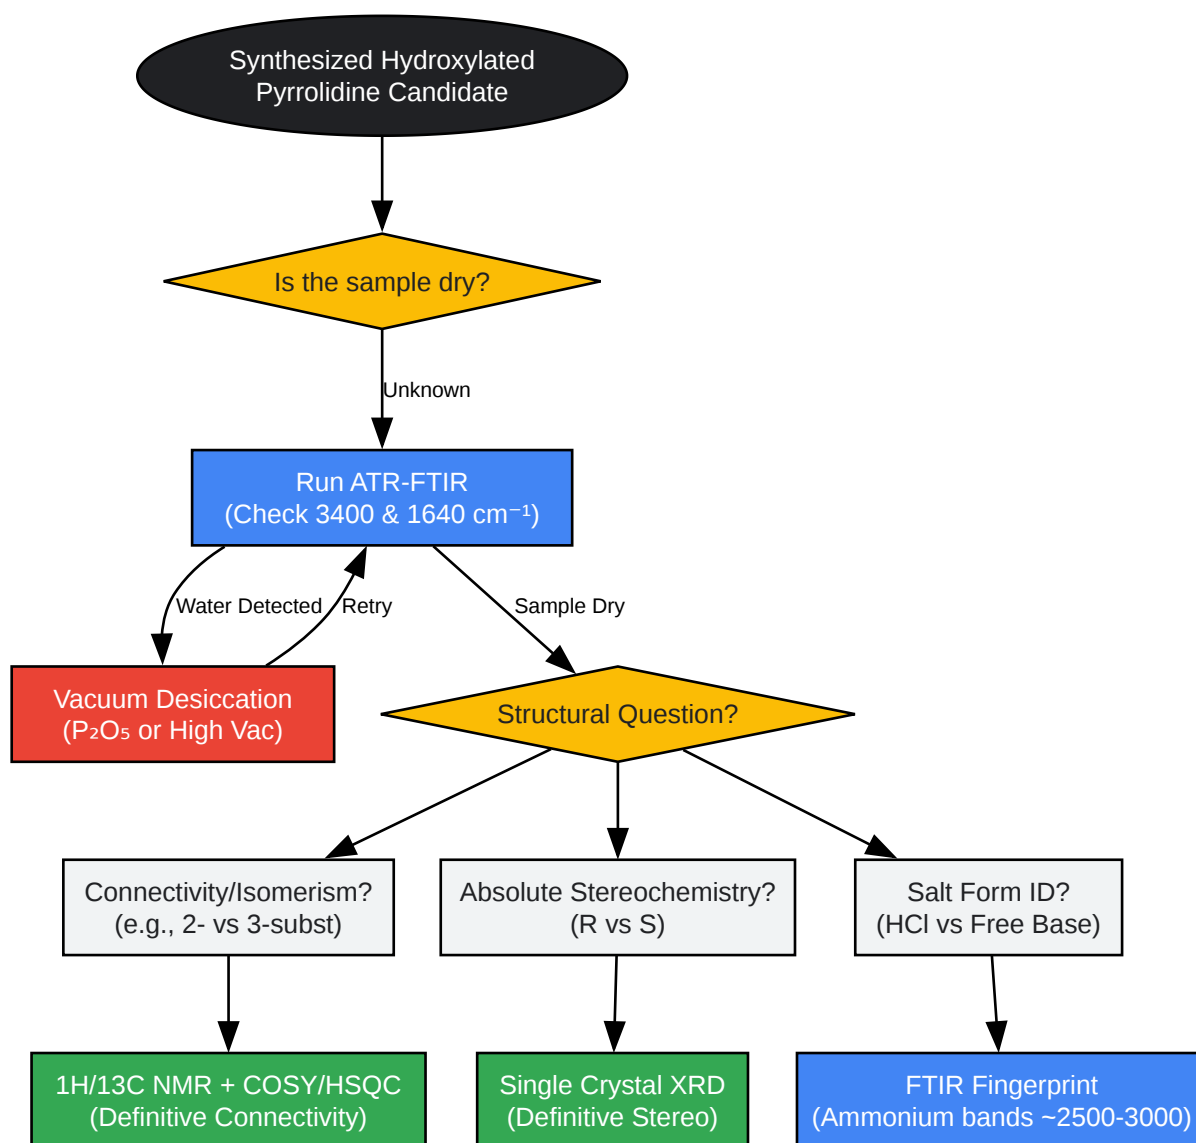 Synthesized Hydroxylated
Pyrrolidine Candidate
Is the sample dry?
Unknown
Run ATR-FTIR
(Check 3400 & 1640 cm⁻¹)
Water Detected
Retry
Sample Dry
Vacuum Desiccation
(P₂O₅ or High Vac)
Structural Question?
Connectivity/Isomerism?
(e.g., 2- vs 3-subst)
Absolute Stereochemistry?
(R vs S)
Salt Form ID?
(HCl vs Free Base)
1H/13C NMR + COSY/HSQC
(Definitive Connectivity)
Single Crystal XRD
(Definitive Stereo)
FTIR Fingerprint
(Ammonium bands ~2500-3000)